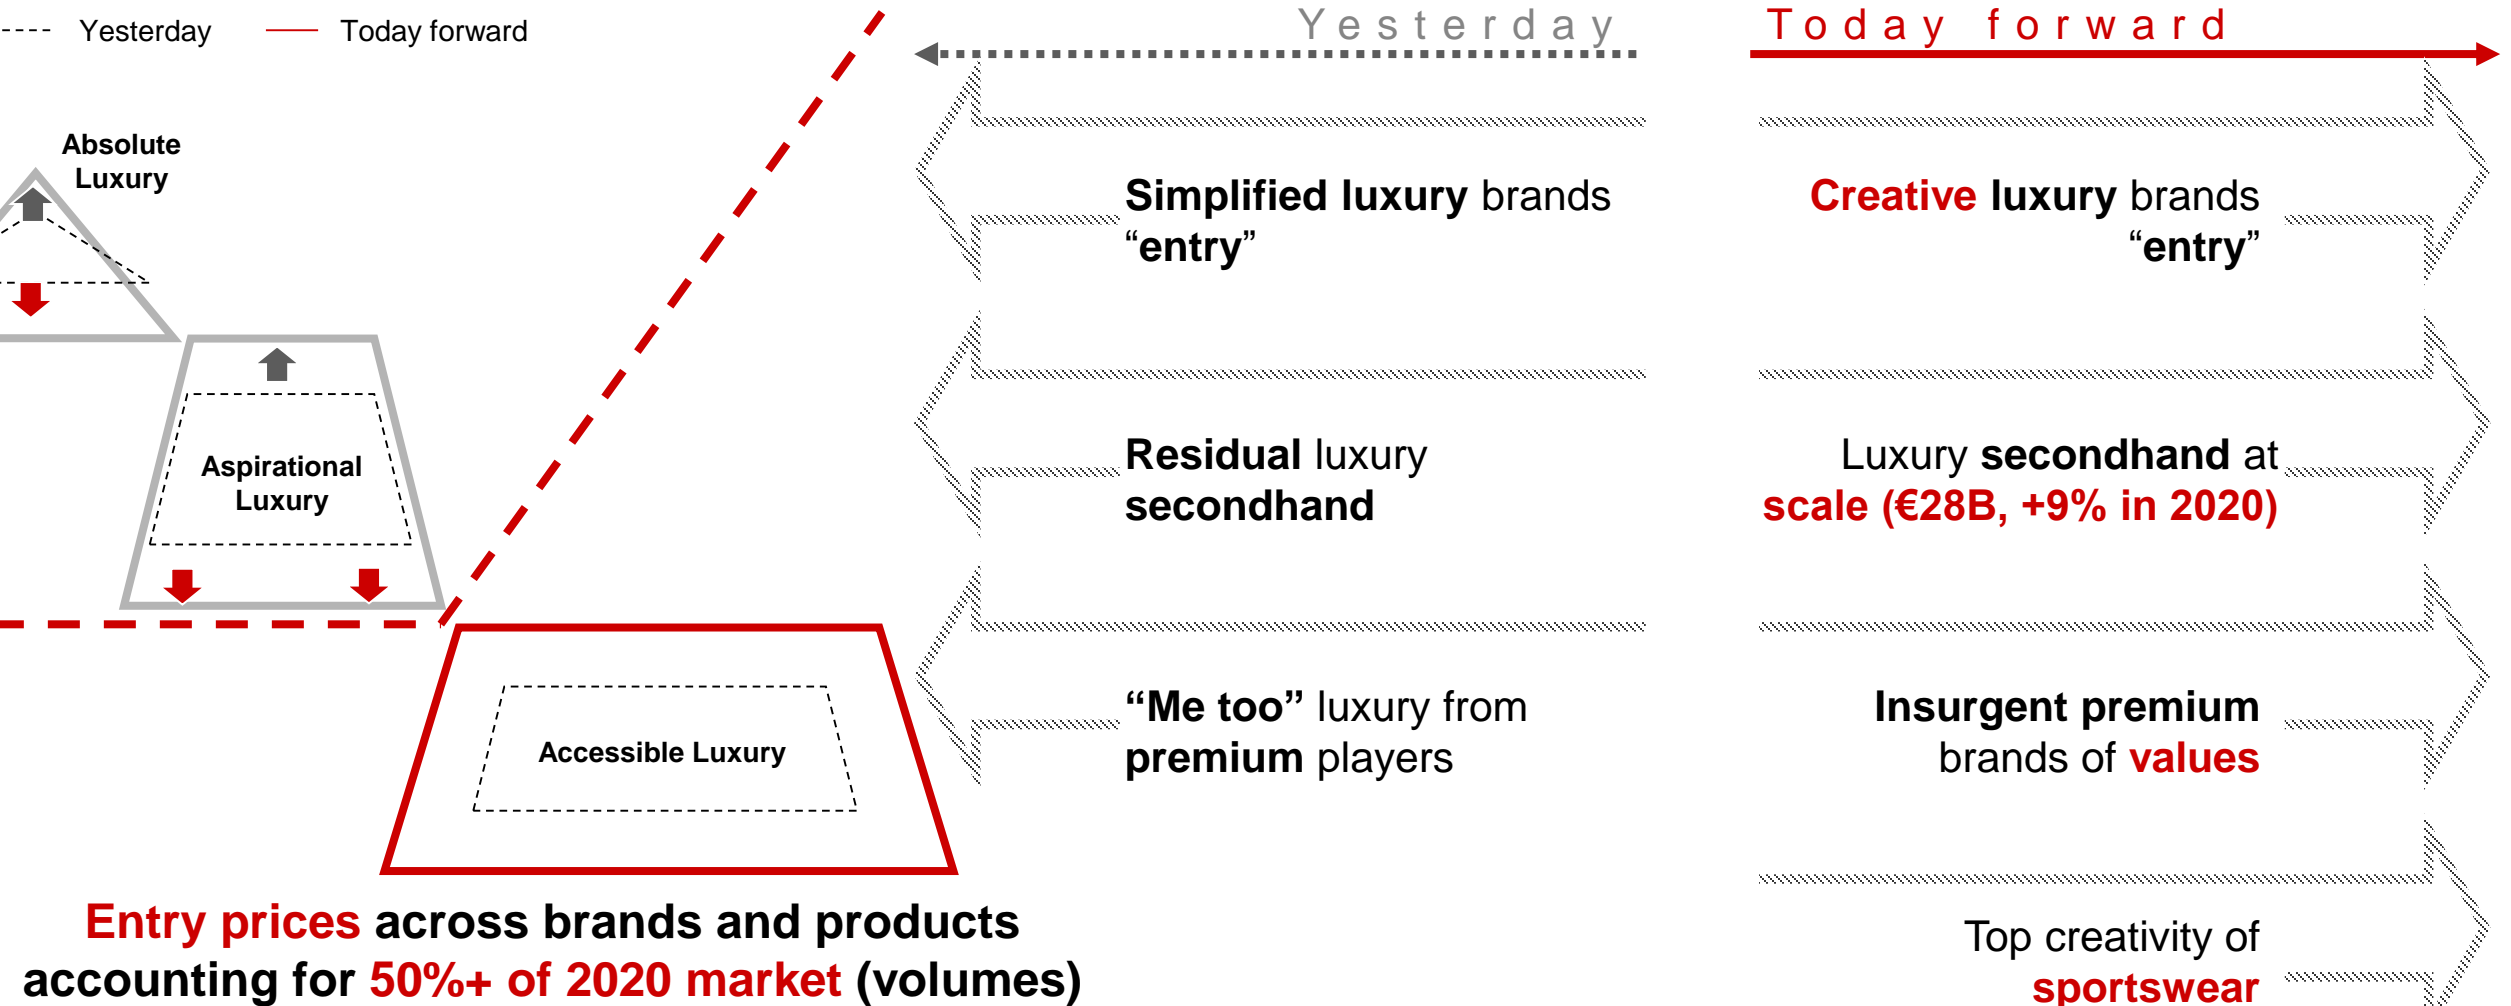 Yesterday
Today forward
Absolute
Luxury
Aspirational
Luxury
Accessible Luxury
Entry prices across brands and products
accounting for 50%+ of 2020 market (volumes)
Yesterday
Simplified luxury brands
“entry”
Residual luxury
secondhand
“Me too” luxury from
premium players
Today forward
Creative luxury brands
“entry”
Luxury secondhand at
scale (€28B, +9% in 2020)
Insurgent premium
brands of values
Top creativity of
sportswear